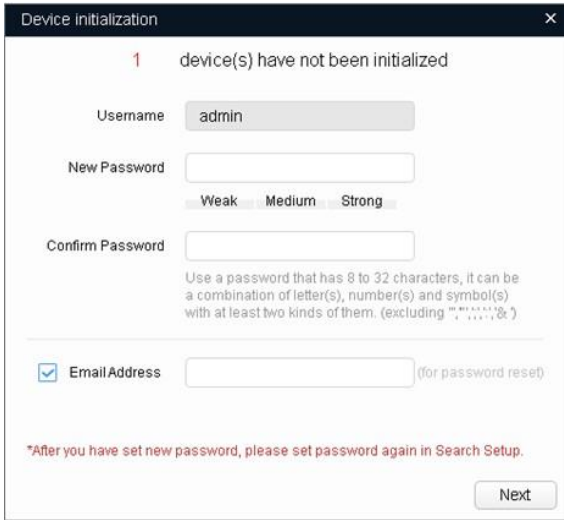 Device initialization
1 device(s) have not been initialized
Username admin
New Password
Weak Medium Strong
Confirm Password
Use a password that has 8 to 32 characters, it can be
a combination of letter(s), number(s) and symbol(s)
with at least two kinds of them. (excluding
Email Address (for password reset)
*After you have set new password, please set password again in Search Setup.
Next